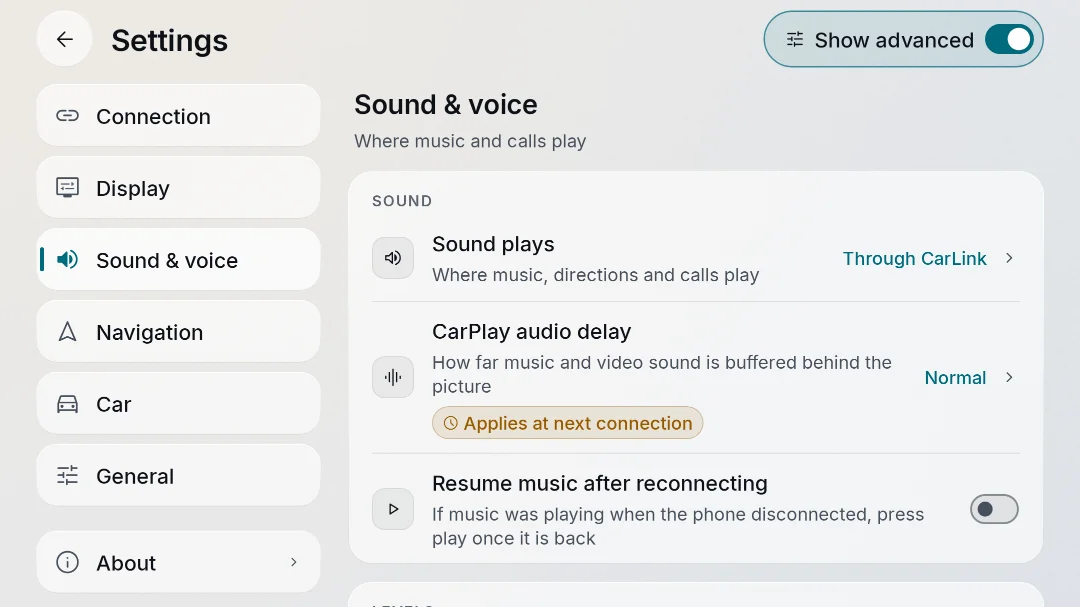 Settings
Show advanced
Connection
Display
Sound & voice
Navigation
Car
General
About
Sound & voice
Where music and calls play
SOUND
Sound plays
Where music, directions and calls play
Through CarLink
CarPlay audio delay
How far music and video sound is buffered behind the
picture
Normal
Applies at next connection
Resume music after reconnecting
If music was playing when the phone disconnected, press
play once it is back